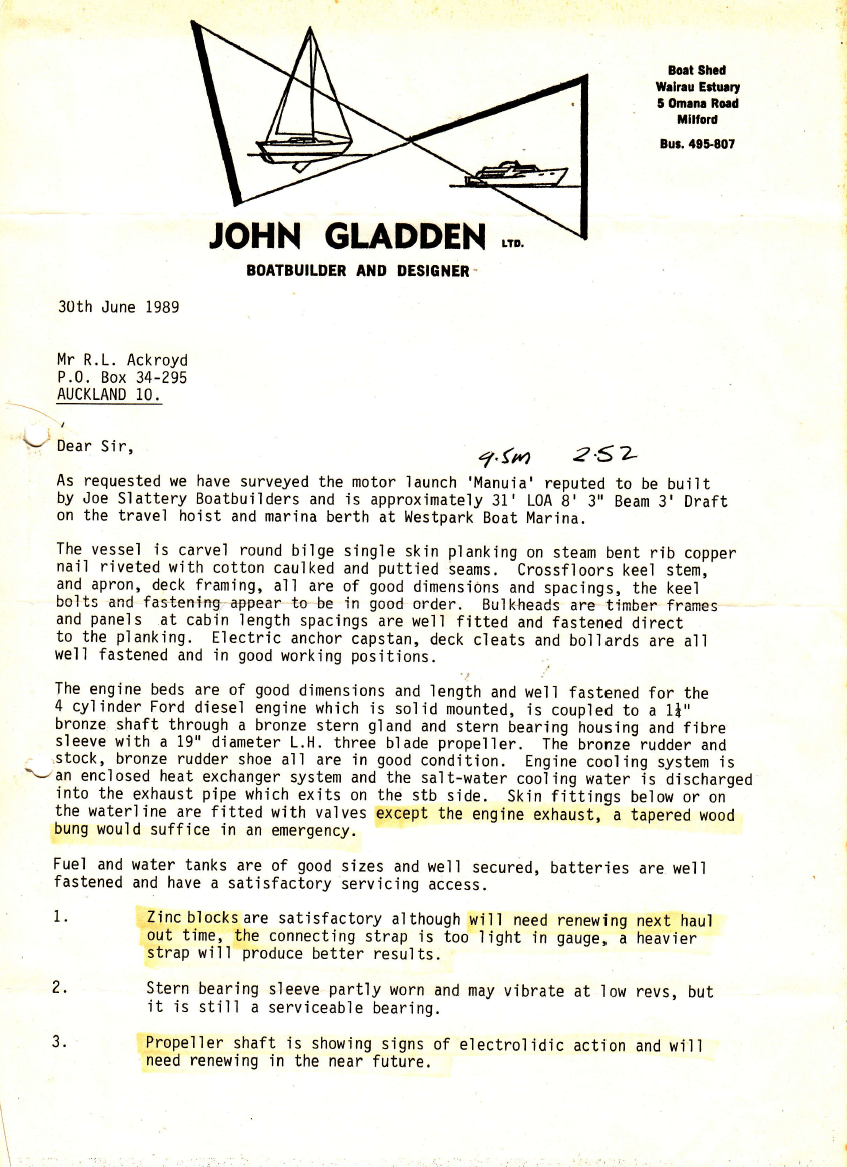 Boat Shed
Wairau Estuary
5 Omana Road
Milford
Bus. 495-807
JOHN GLADDEN LTD.
BOATBUILDER AND DESIGNER
30th June 1989
Mr R.L. Ackroyd
P.O. Box 34-295
AUCKLAND 10.
Dear Sir,
9.5m 2.52
As requested we have surveyed the motor launch 'Manuia' reputed to be built
by Joe Slattery Boatbuilders and is approximately 31' LOA 8' 3" Beam 3' Draft
on the travel hoist and marina berth at Westpark Boat Marina.
The vessel is carvel round bilge single skin planking on steam bent rib copper
nail riveted with cotton caulked and puttied seams. Crossfloors keel stem,
and apron, deck framing, all are of good dimensions and spacings, the keel
bolts and fastening appear to be in good order. Bulkheads are timber frames
and panels at cabin length spacings are well fitted and fastened direct
to the planking. Electric anchor capstan, deck cleats and bollards are all
well fastened and in good working positions.
The engine beds are of good dimensions and length and well fastened for the
4 cylinder Ford diesel engine which is solid mounted, is coupled to a 1¼"
bronze shaft through a bronze stern gland and stern bearing housing and fibre
sleeve with a 19" diameter L.H. three blade propeller. The bronze rudder and
stock, bronze rudder shoe all are in good condition. Engine cooling system is
an enclosed heat exchanger system and the salt-water cooling water is discharged
into the exhaust pipe which exits on the stb side. Skin fittings below or on
the waterline are fitted with valves except the engine exhaust, a tapered wood
bung would suffice in an emergency.
Fuel and water tanks are of good sizes and well secured, batteries are well
fastened and have a satisfactory servicing access.
1. Zinc blocks are satisfactory although will need renewing next haul
out time, the connecting strap is too light in gauge, a heavier
strap will produce better results.
2. Stern bearing sleeve partly worn and may vibrate at low revs, but
it is still a serviceable bearing.
3. Propeller shaft is showing signs of electrolidic action and will
need renewing in the near future.